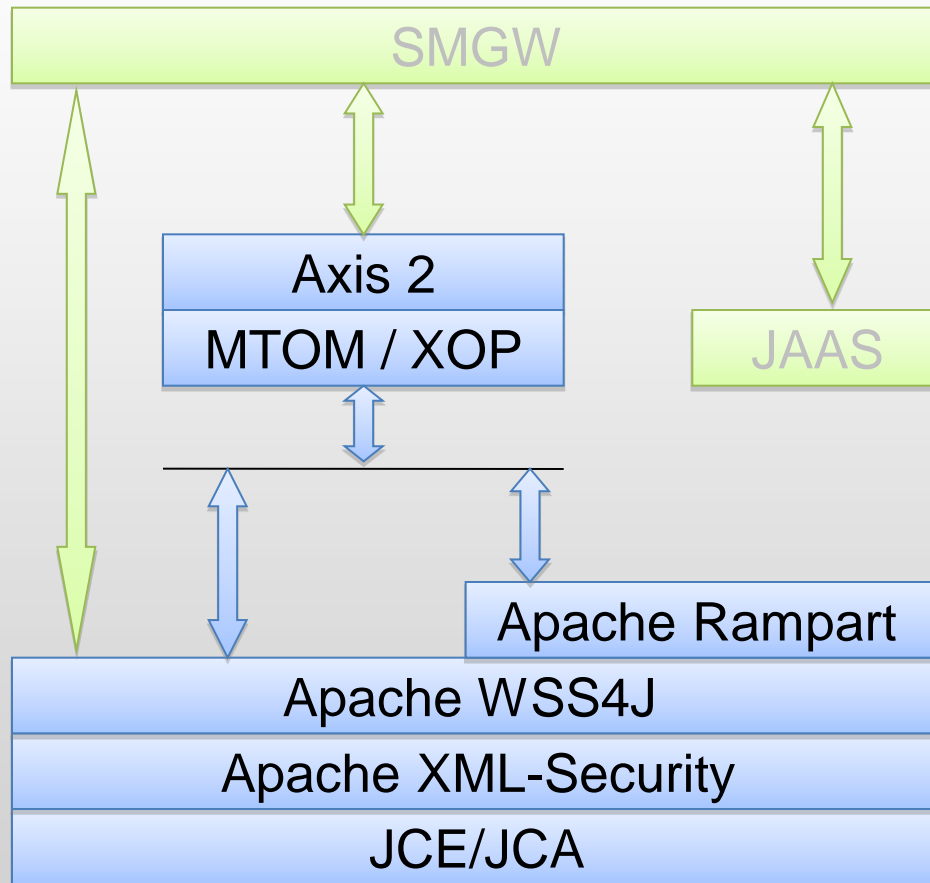 SMGW
Axis 2
MTOM / XOP
JAAS
Apache Rampart
Apache WSS4J
Apache XML-Security
JCE/JCA